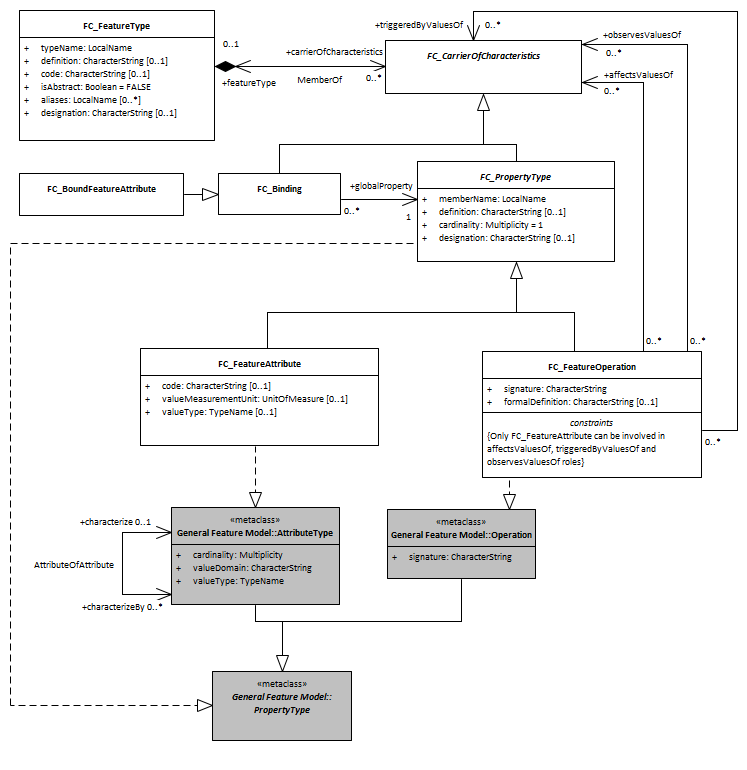 FC_FeatureType
+ typeName: LocalName
+ definition: CharacterString [0..1]
+ code: CharacterString [0..1]
+ isAbstract: Boolean = FALSE
+ aliases: LocalName [0..*]
+ designation: CharacterString [0..1]
0..1
+carrierOfCharacteristics
+featureType
MemberOf
0..*
+triggeredByValuesOf
0..*
FC_CarrierOfCharacteristics
+observesValuesOf
0..*
+affectsValuesOf
0..*
FC_BoundFeatureAttribute
FC_Binding
+globalProperty
0..*
1
FC_PropertyType
+ memberName: LocalName
+ definition: CharacterString [0..1]
+ cardinality: Multiplicity = 1
+ designation: CharacterString [0..1]
0..*
0..*
FC_FeatureAttribute
+ code: CharacterString [0..1]
+ valueMeasurementUnit: UnitOfMeasure [0..1]
+ valueType: TypeName [0..1]
FC_FeatureOperation
+ signature: CharacterString
+ formalDefinition: CharacterString [0..1]
constraints
{Only FC_FeatureAttribute can be involved in
affectsValuesOf, triggeredByValuesOf and
observesValuesOf roles}
0..*
+characterize 0..1
AttributeOfAttribute
+characterizeBy 0..*
«metaclass»
General Feature Model::AttributeType
+ cardinality: Multiplicity
+ valueDomain: CharacterString
+ valueType: TypeName
«metaclass»
General Feature Model::Operation
+ signature: CharacterString
«metaclass»
General Feature Model::
PropertyType